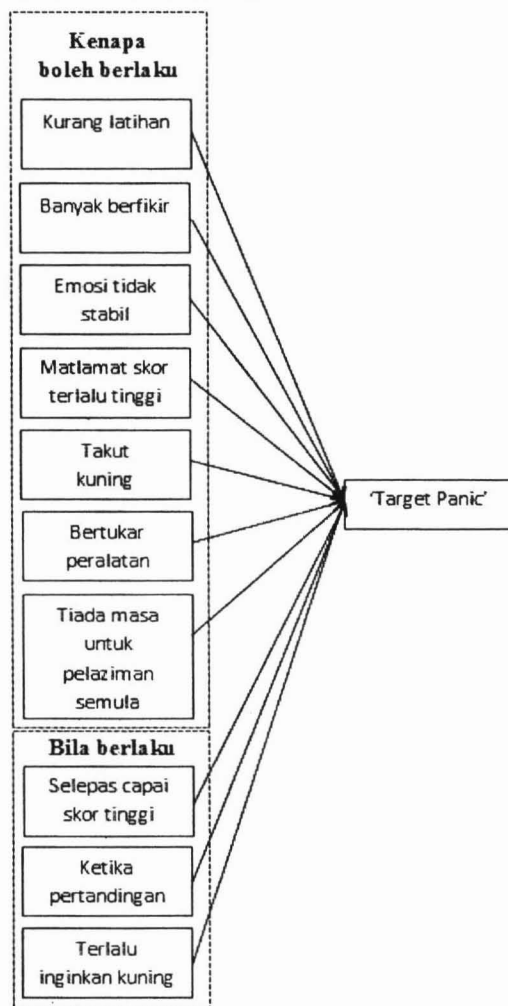 Kenapa
boleh berlaku
Kurang latihan
Banyak berfikir
Emosi tidak
stabil
Matlamat skor
terlalu tinggi
Takut
kuning
Bertukar
peralatan
Tiada masa
untuk
pelaziman
semula
Bila berlaku
Selepas capai
skor tinggi
Ketika
pertandingan
Terlalu
inginkan kuning
'Target Panic'